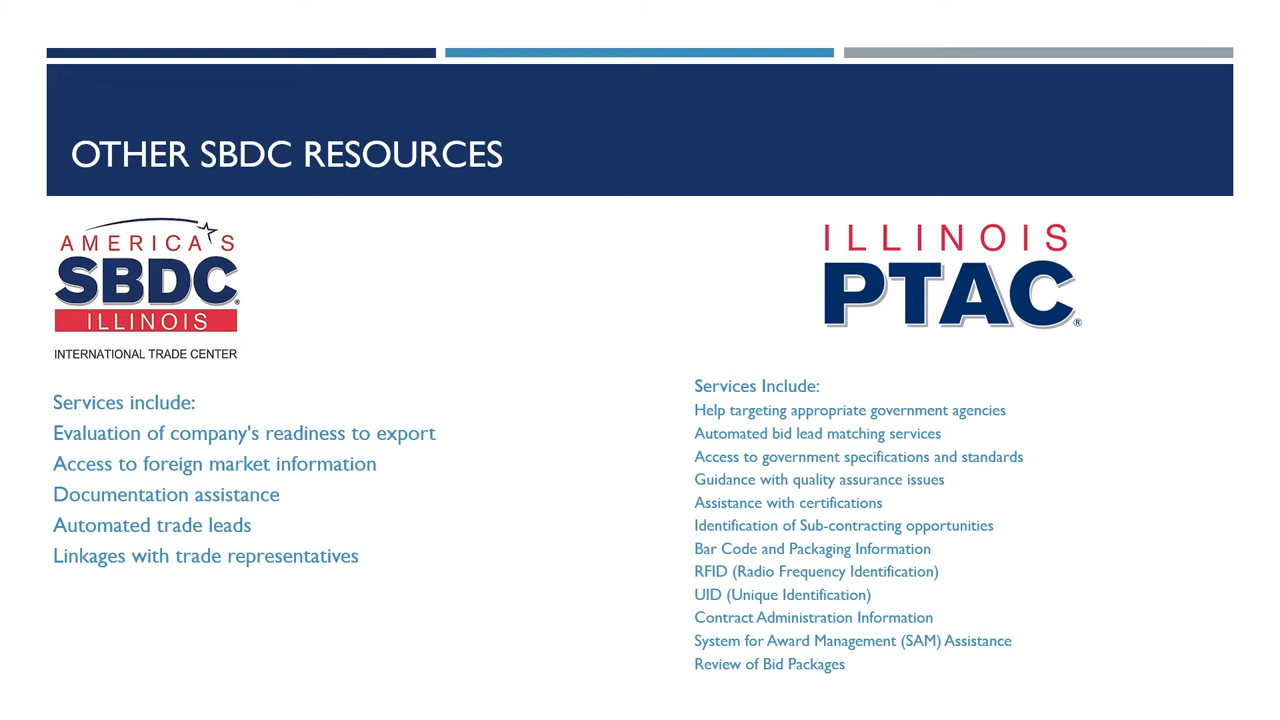 OTHER SBDC RESOURCES
AMERICA'S
SBDC®
ILLINOIS
INTERNATIONAL TRADE CENTER
Services include:
Evaluation of company's readiness to export
Access to foreign market information
Documentation assistance
Automated trade leads
Linkages with trade representatives
ILLINOIS
PTAC®
Services Include:
Help targeting appropriate government agencies
Automated bid lead matching services
Access to government specifications and standards
Guidance with quality assurance issues
Assistance with certifications
Identification of Sub-contracting opportunities
Bar Code and Packaging Information
RFID (Radio Frequency Identification)
UID (Unique Identification)
Contract Administration Information
System for Award Management (SAM) Assistance
Review of Bid Packages